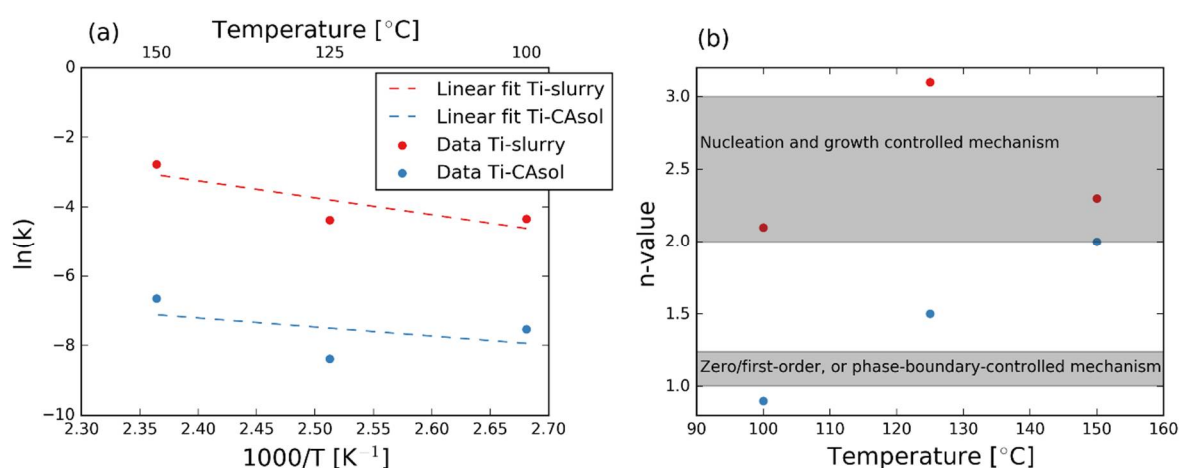 (a)
Temperature [°C]
150 125 100
0
−2
−4
−6
−8
−10
ln(k)
Linear fit Ti-slurry
Linear fit Ti-CAsol
Data Ti-slurry
Data Ti-CAsol
2.30 2.35 2.40 2.45 2.50 2.55 2.60 2.65 2.70
1000/T [K⁻¹]
(b)
3.0
2.5
2.0
1.5
1.0
n-value
Nucleation and growth controlled mechanism
Zero/first-order, or phase-boundary-controlled mechanism
90 100 110 120 130 140 150 160
Temperature [°C]